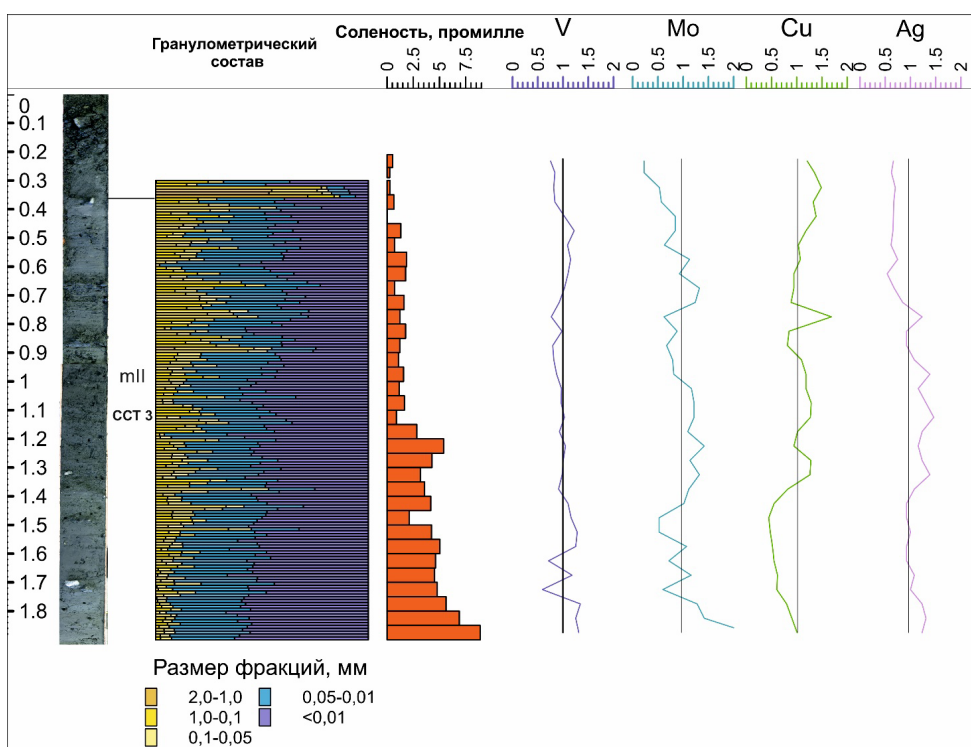 Гранулометрический
состав
Соленость, промилле
V
Mo
Cu
Ag
0 2.5 5 7.5
0.5 1 1.5 2
0 0.5 1 1.5 2
0 0.5 1 1.5 2
0 0.5 1 1.5 2
0
0.1
0.2
0.3
0.4
0.5
0.6
0.7
0.8
0.9
1
1.1
1.2
1.3
1.4
1.5
1.6
1.7
1.8
mII
ССТ 3
Размер фракций, мм
2,0-1,0
1,0-0,1
0,1-0,05
0,05-0,01
<0,01